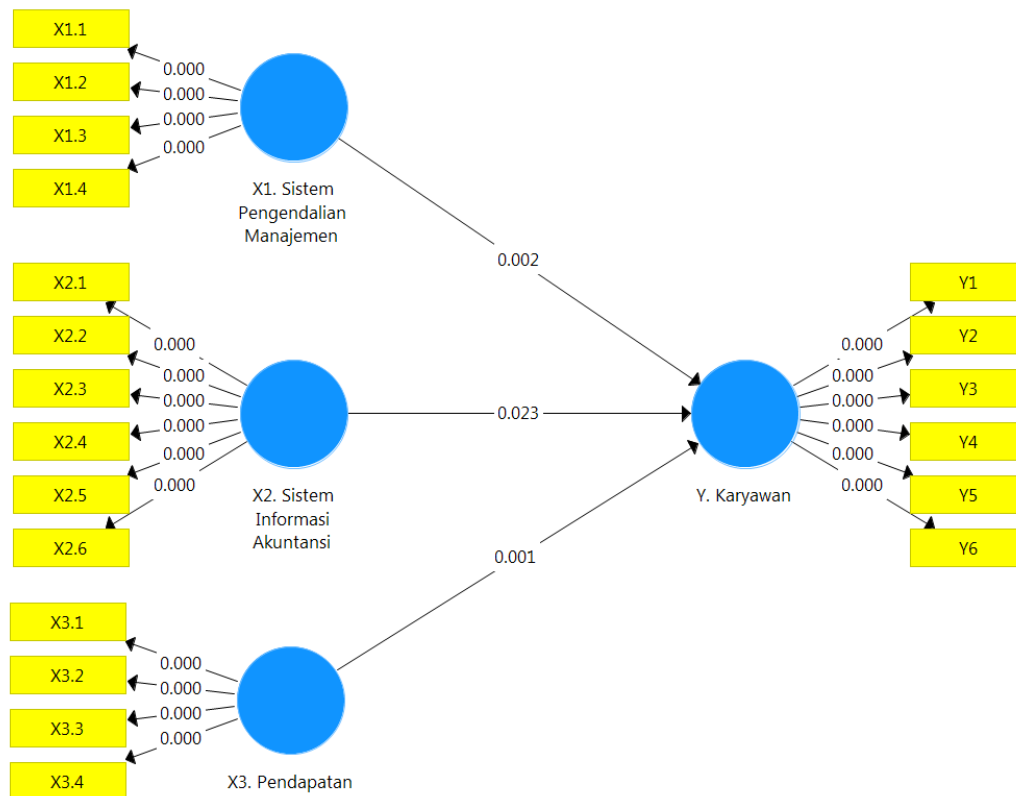 X1.1
X1.2
X1.3
X1.4
0.000
0.000
0.000
0.000
X1. Sistem
Pengendalian
Manajemen
0.002
X2.1
X2.2
X2.3
X2.4
X2.5
X2.6
0.000
0.000
0.000
0.000
0.000
0.000
X2. Sistem
Informasi
Akuntansi
0.023
X3.1
X3.2
X3.3
X3.4
0.000
0.000
0.000
0.000
X3. Pendapatan
0.001
Y. Karyawan
0.000
0.000
0.000
0.000
0.000
0.000
Y1
Y2
Y3
Y4
Y5
Y6